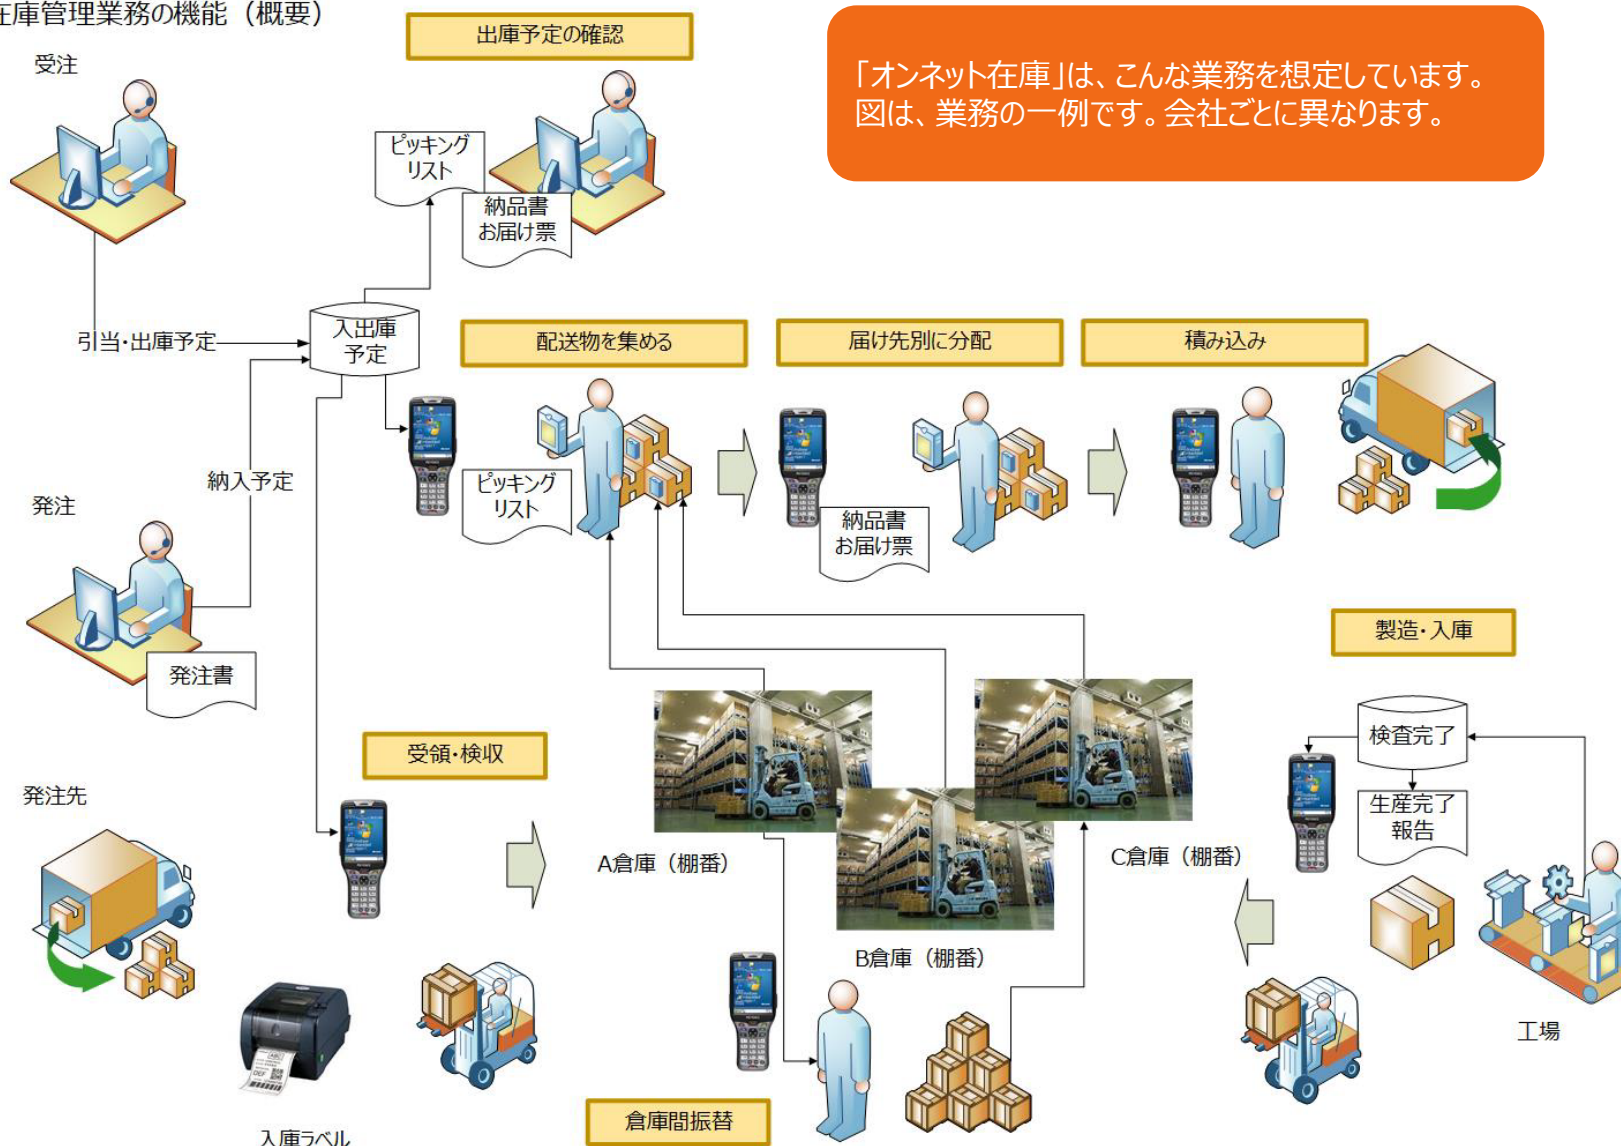 在庫管理業務の機能（概要）
出庫予定の確認
「オンネット在庫」は、こんな業務を想定しています。
図は、業務の一例です。会社ごとに異なります。
受注
ピッキング
リスト
納品書
お届け票
引当・出庫予定
入出庫
予定
配送物を集める
届け先別に分配
積み込み
納入予定
ピッキング
リスト
納品書
お届け票
発注
発注書
製造・入庫
受領・検収
検査完了
生産完了
報告
発注先
A倉庫（棚番）
C倉庫（棚番）
B倉庫（棚番）
工場
倉庫間振替
入庫ラベル